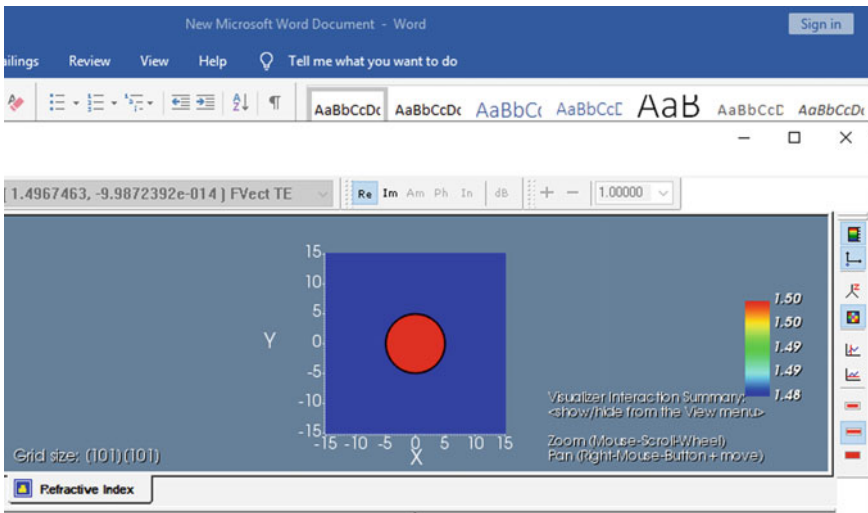 New Microsoft Word Document - Word
Sign in
ailings Review View Help Tell me what you want to do
AaBbCcDc AaBbCcDc AaBbCc AaBbCcD AaB AaBbCcD AaBbCcDc
( 1.4967463, -9.9872392e-014 ) FVect TE
Re Im Am Ph In dB + − 1.00000
15
10
5
Y 0
-5
-10
-15
-15 -10 -5 0 5 10 15
X
1.50
1.50
1.49
1.49
1.48
Visualizer Interaction Summary:
<show/hide from the View menu>
Zoom (Mouse-Scroll-Wheel)
Pan (Right-Mouse-Button + move)
Grid size: (101)(101)
Refractive Index